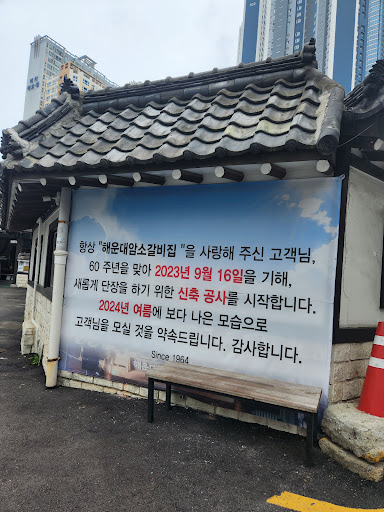 항상 "해운대암소갈비집 "을 사랑해 주신 고객님,
60 주년을 맞아 2023년 9월 16일을 기해,
새롭게 단장을 하기 위한 신축 공사를 시작합니다.
2024년 여름에 보다 나은 모습으로
고객님을 모실 것을 약속드립니다. 감사합니다.
Since 1964